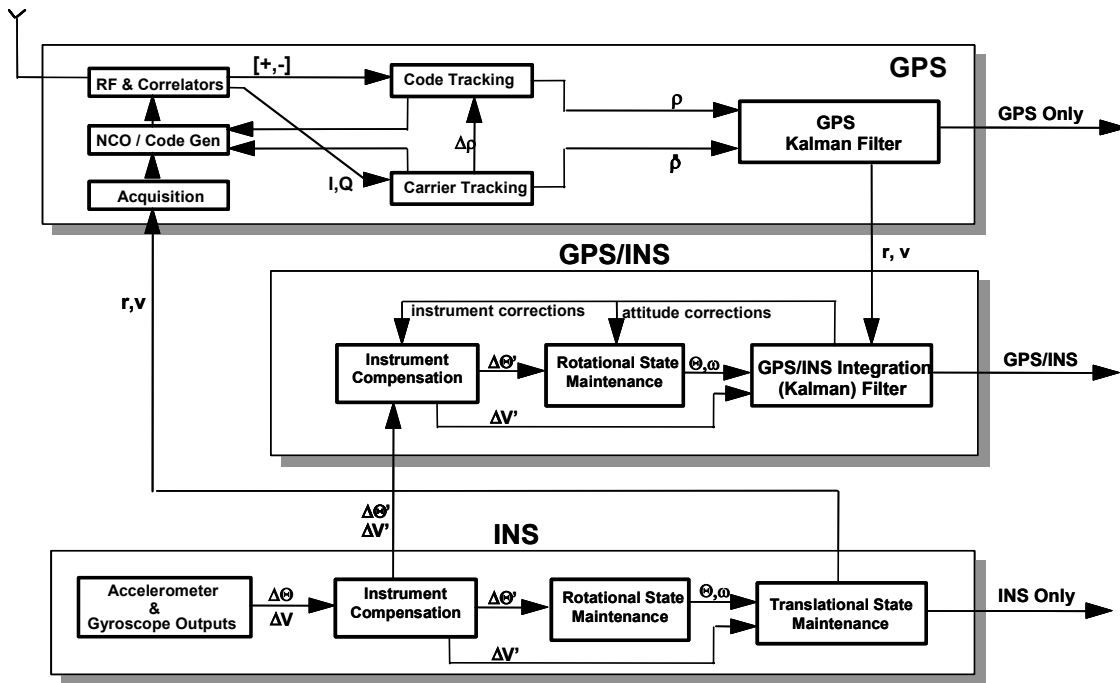 GPS
RF & Correlators
[+,-]
Code Tracking
ρ
GPS
Kalman Filter
GPS Only
NCO / Code Gen
Δρ
ρ̇
Acquisition
I,Q
Carrier Tracking
r, v
GPS/INS
r,v
instrument corrections
attitude corrections
Instrument
Compensation
ΔΘ'
Rotational State
Maintenance
Θ,ω
GPS/INS Integration
(Kalman) Filter
GPS/INS
ΔV'
ΔΘ'
ΔV'
INS
Accelerometer
&
Gyroscope Outputs
ΔΘ
ΔV
Instrument
Compensation
ΔΘ'
Rotational State
Maintenance
Θ,ω
Translational State
Maintenance
INS Only
ΔV'